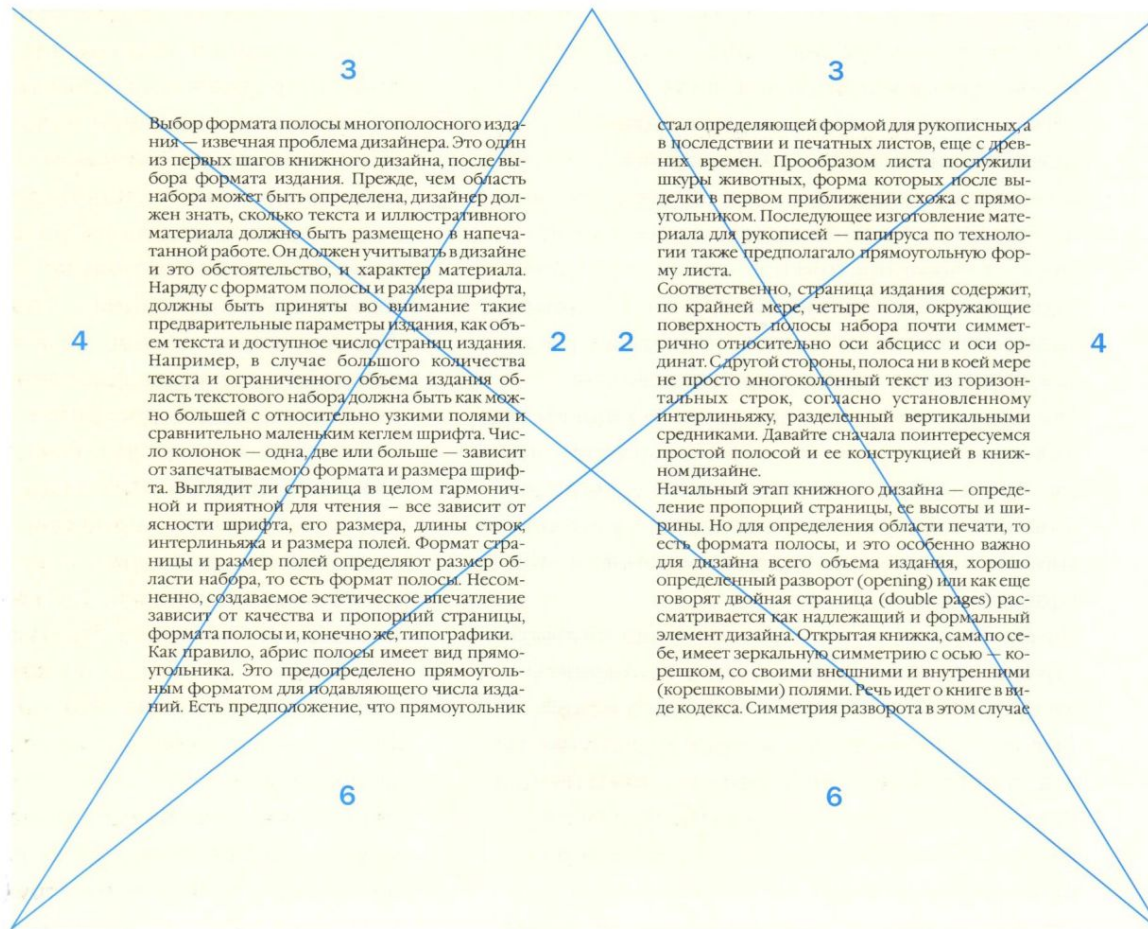 3
3
Выбор формата полосы многополосного изда-
ния — извечная проблема дизайнера. Это один
из первых шагов книжного дизайна, после вы-
бора формата издания. Прежде, чем область
набора может быть определена, дизайнер дол-
жен знать, сколько текста и иллюстративного
материала должно быть размещено в напеча-
танной работе. Он должен учитывать в дизайне
и это обстоятельство, и характер материала.
Наряду с форматом полосы и размера шрифта,
должны быть приняты во внимание такие
предварительные параметры издания, как объ-
ем текста и доступное число страниц издания.
Например, в случае большого количества
текста и ограниченного объема издания об-
ласть текстового набора должна быть как мож-
но большей с относительно узкими полями и
сравнительно маленьким кеглем шрифта. Чис-
ло колонок — одна, две или больше — зависит
от запечатываемого формата и размера шриф-
та. Выглядит ли страница в целом гармонич-
ной и приятной для чтения – все зависит от
ясности шрифта, его размера, длины строк,
интерлиньяжа и размера полей. Формат стра-
ницы и размер полей определяют размер об-
ласти набора, то есть формат полосы. Несом-
ненно, создаваемое эстетическое впечатление
зависит от качества и пропорций страницы,
формата полосы и, конечно же, типографики.
Как правило, абрис полосы имеет вид прямо-
угольника. Это предопределено прямоуголь-
ным форматом для подавляющего числа изда-
ний. Есть предположение, что прямоугольник
4
2
2
4
стал определяющей формой для рукописных, а
в последствии и печатных листов, еще с древ-
них времен. Прообразом листа послужили
шкуры животных, форма которых после вы-
делки в первом приближении схожа с прямо-
угольником. Последующее изготовление мате-
риала для рукописей — папируса по техноло-
гии также предполагало прямоугольную фор-
му листа.
Соответственно, страница издания содержит,
по крайней мере, четыре поля, окружающие
поверхность полосы набора почти симмет-
рично относительно оси абсцисс и оси ор-
динат. С другой стороны, полоса ни в коей мере
не просто многоколонный текст из горизон-
тальных строк, согласно установленному
интерлиньяжу, разделенный вертикальными
средниками. Давайте сначала поинтересуемся
простой полосой и ее конструкцией в книж-
ном дизайне.
Начальный этап книжного дизайна — опреде-
ление пропорций страницы, ее высоты и ши-
рины. Но для определения области печати, то
есть формата полосы, и это особенно важно
для дизайна всего объема издания, хорошо
определенный разворот (opening) или как еще
говорят двойная страница (double pages) рас-
сматривается как надлежащий и формальный
элемент дизайна. Открытая книжка, сама по се-
бе, имеет зеркальную симметрию с осью — ко-
решком, со своими внешними и внутренними
(корешковыми) полями. Речь идет о книге в ви-
де кодекса. Симметрия разворота в этом случае
6
6